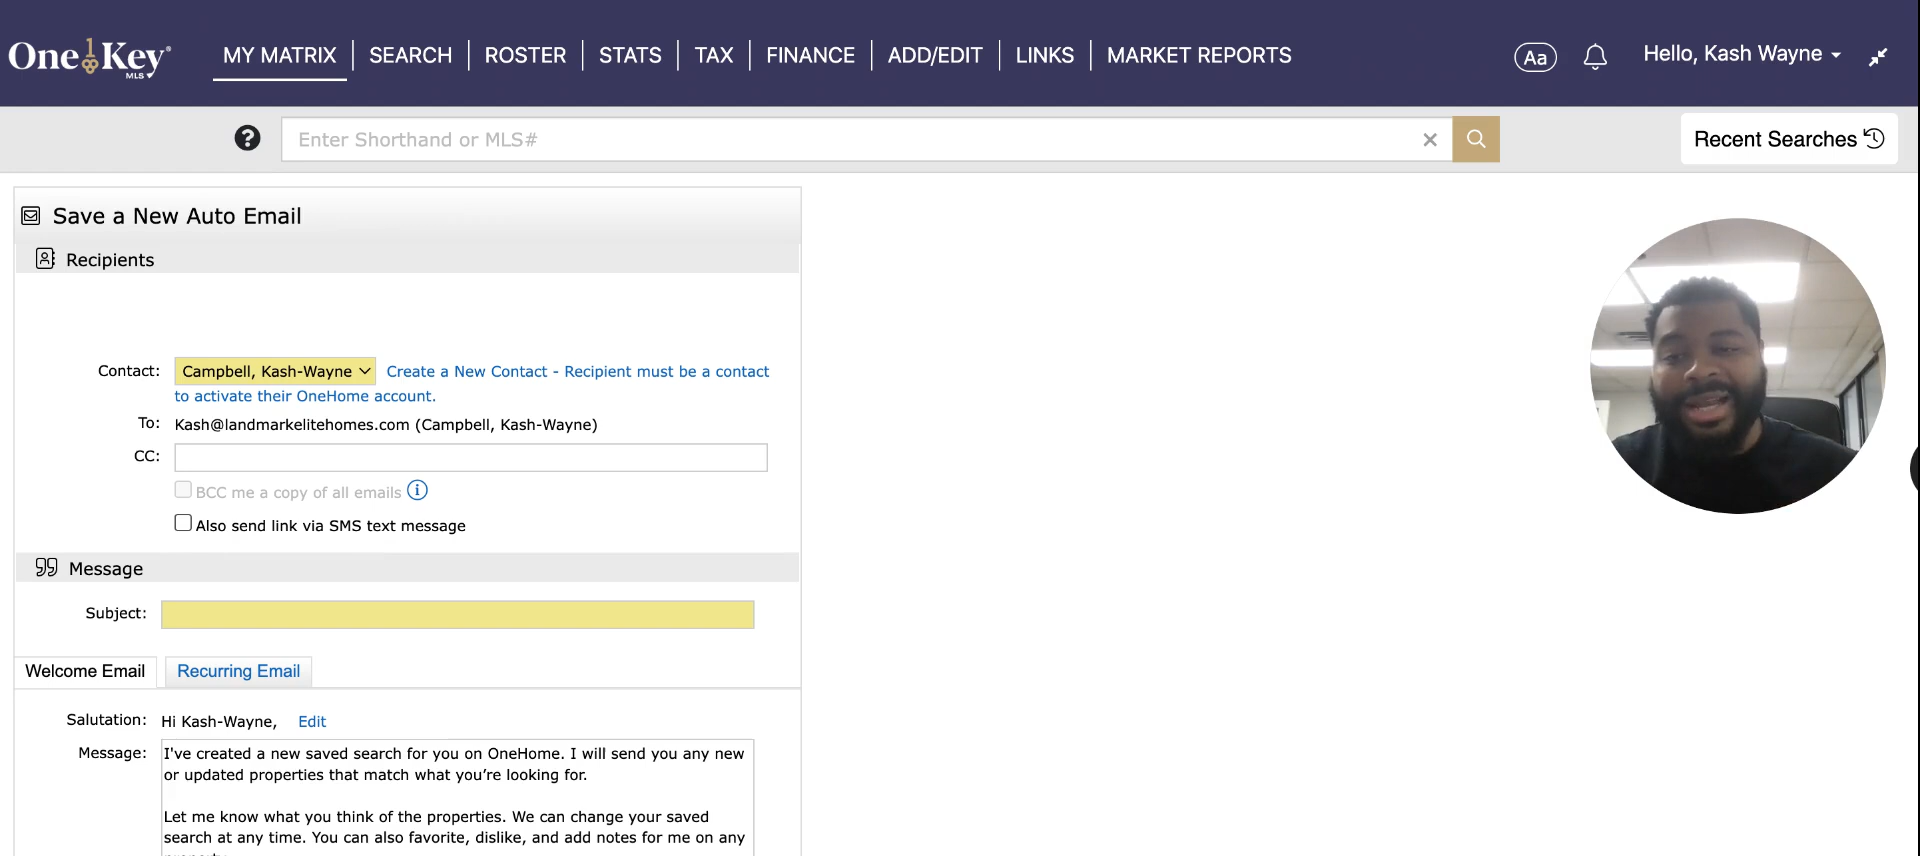 One Key MLS
MY MATRIX SEARCH ROSTER STATS TAX FINANCE ADD/EDIT LINKS MARKET REPORTS
Aa
Hello, Kash Wayne
?
Enter Shorthand or MLS#
Recent Searches
Save a New Auto Email
Recipients
Contact: Campbell, Kash-Wayne Create a New Contact - Recipient must be a contact
to activate their OneHome account.
To: Kash@landmarkelitehomes.com (Campbell, Kash-Wayne)
CC:
BCC me a copy of all emails i
Also send link via SMS text message
Message
Subject:
Welcome Email Recurring Email
Salutation: Hi Kash-Wayne, Edit
Message: I've created a new saved search for you on OneHome. I will send you any new
or updated properties that match what you're looking for.
Let me know what you think of the properties. We can change your saved
search at any time. You can also favorite, dislike, and add notes for me on any